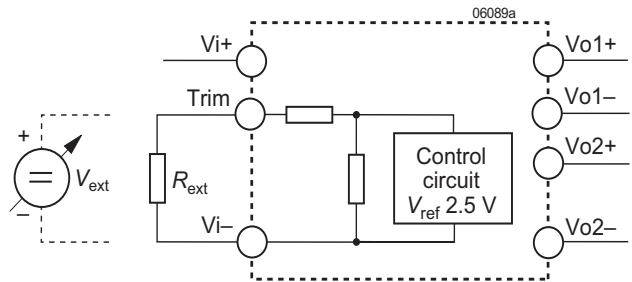 06089a
Vi+
Vo1+
Trim
Vo1–
Vo2+
+
Vext
–
Rext
Control
circuit
Vref 2.5 V
Vi–
Vo2–